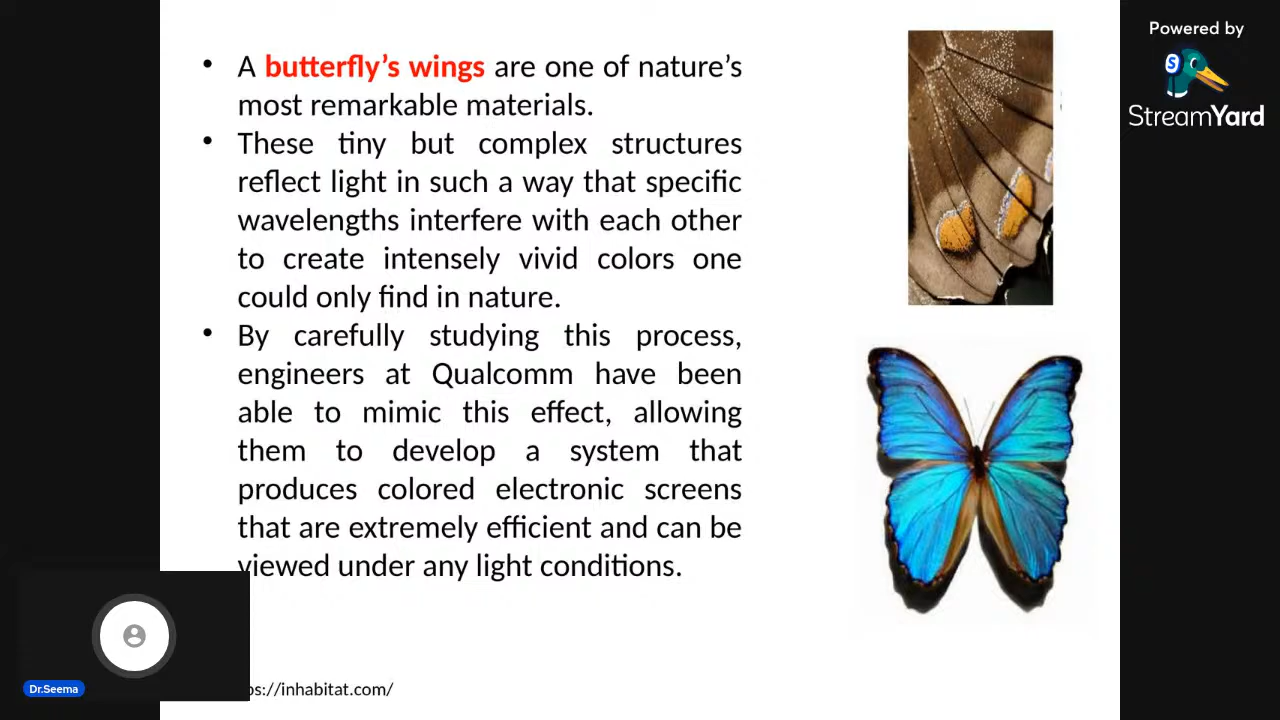 • A butterfly’s wings are one of nature’s
most remarkable materials.
• These tiny but complex structures
reflect light in such a way that specific
wavelengths interfere with each other
to create intensely vivid colors one
could only find in nature.
• By carefully studying this process,
engineers at Qualcomm have been
able to mimic this effect, allowing
them to develop a system that
produces colored electronic screens
that are extremely efficient and can be
viewed under any light conditions.
ps://inhabitat.com/
Dr.Seema
Powered by
S
StreamYard